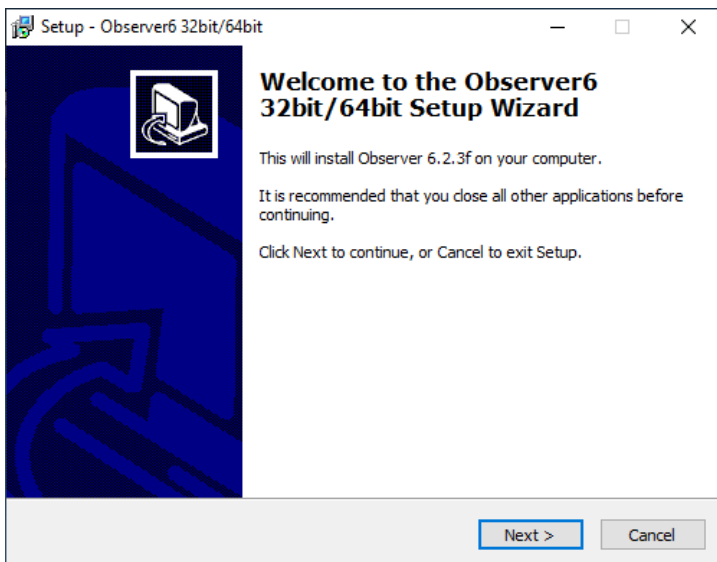 Setup - Observer6 32bit/64bit
Welcome to the Observer6
32bit/64bit Setup Wizard
This will install Observer 6.2.3f on your computer.
It is recommended that you close all other applications before
continuing.
Click Next to continue, or Cancel to exit Setup.
Next >
Cancel